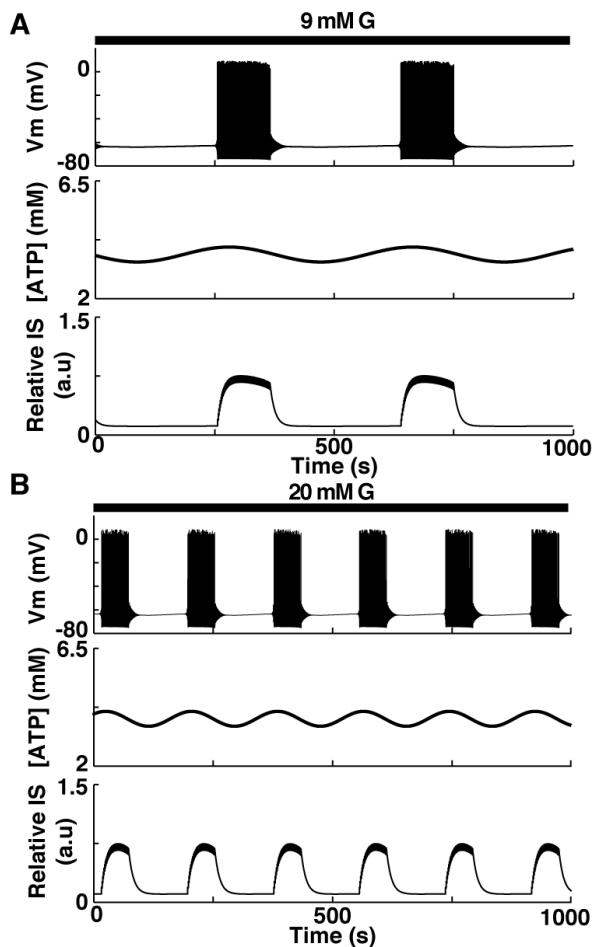 A
9 mM G
Vm (mV)
0
-80
[ATP] (mM)
6.5
2
Relative IS
(a.u)
1.5
0
500
1000
Time (s)
B
20 mM G
Vm (mV)
0
-80
[ATP] (mM)
6.5
2
Relative IS
(a.u)
1.5
0
0
500
1000
Time (s)